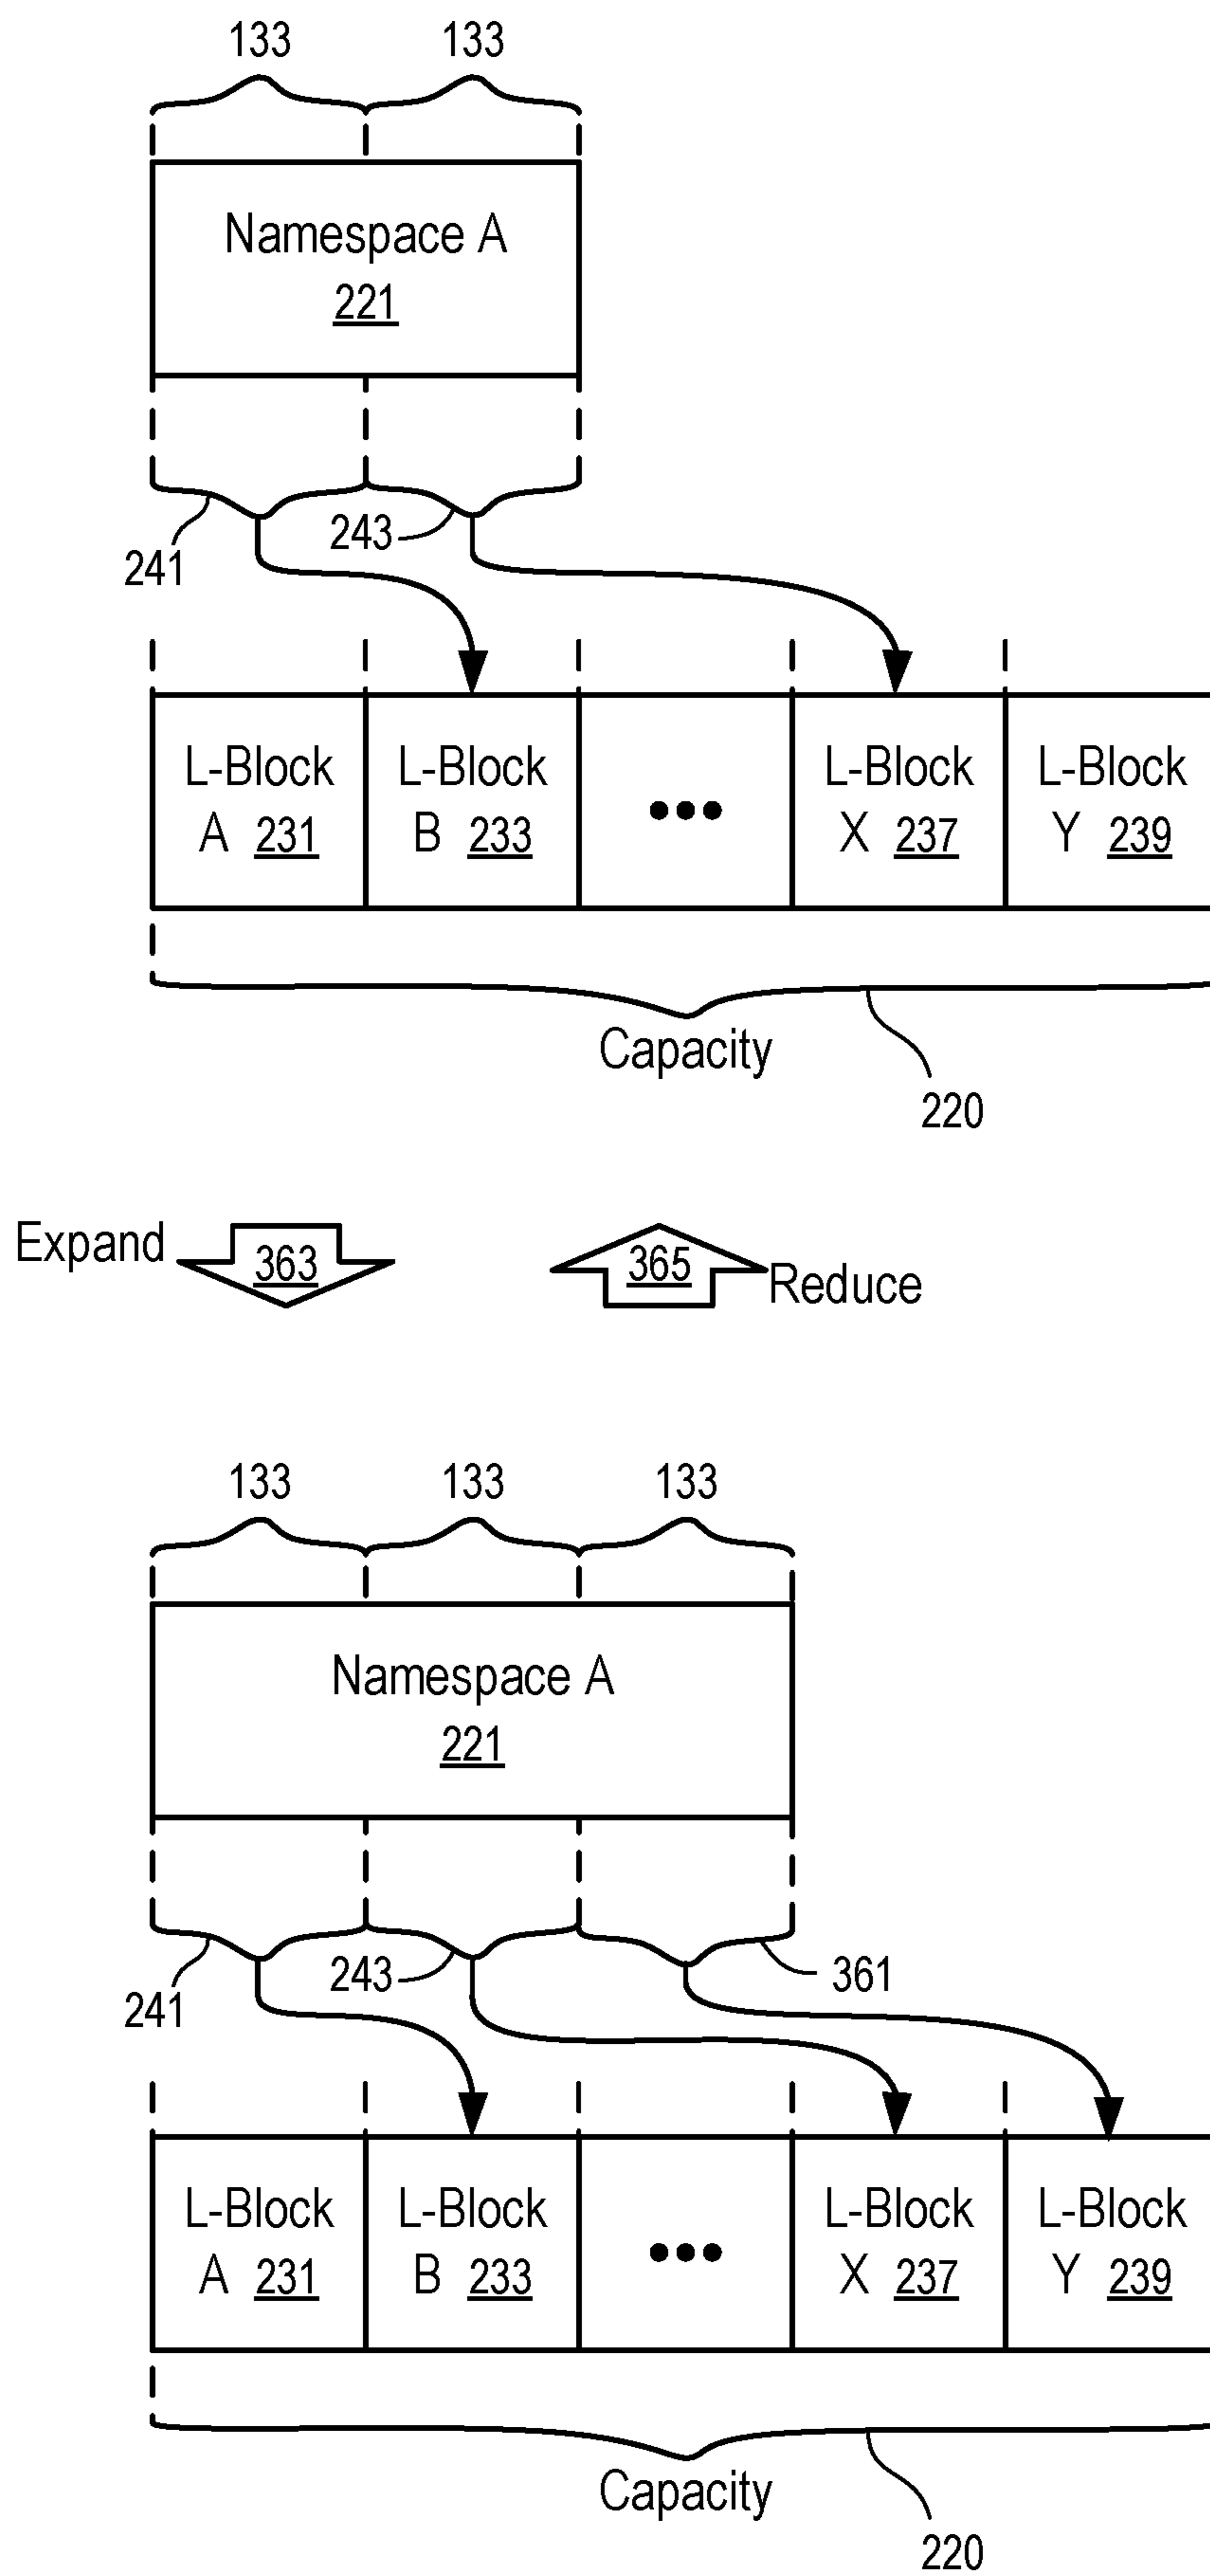 133 133
Namespace A
221
241 243
L-Block L-Block L-Block L-Block
A 231 B 233 ••• X 237 Y 239
Capacity
220
Expand 363 365 Reduce
133 133 133
Namespace A
221
241 243 361
L-Block L-Block L-Block L-Block
A 231 B 233 ••• X 237 Y 239
Capacity
220